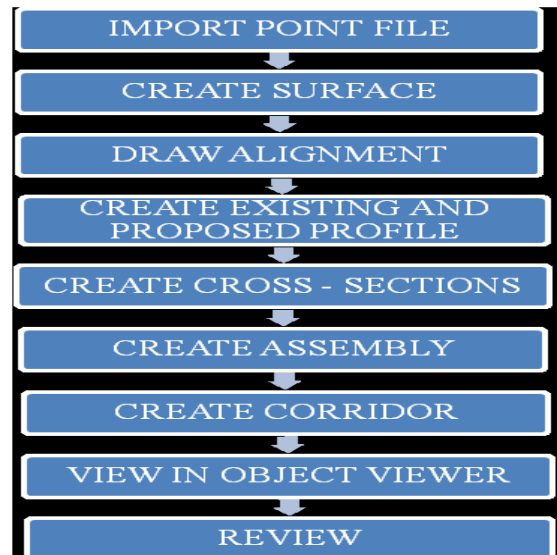 IMPORT POINT FILE
CREATE SURFACE
DRAW ALIGNMENT
CREATE EXISTING AND
PROPOSED PROFILE
CREATE CROSS - SECTIONS
CREATE ASSEMBLY
CREATE CORRIDOR
VIEW IN OBJECT VIEWER
REVIEW